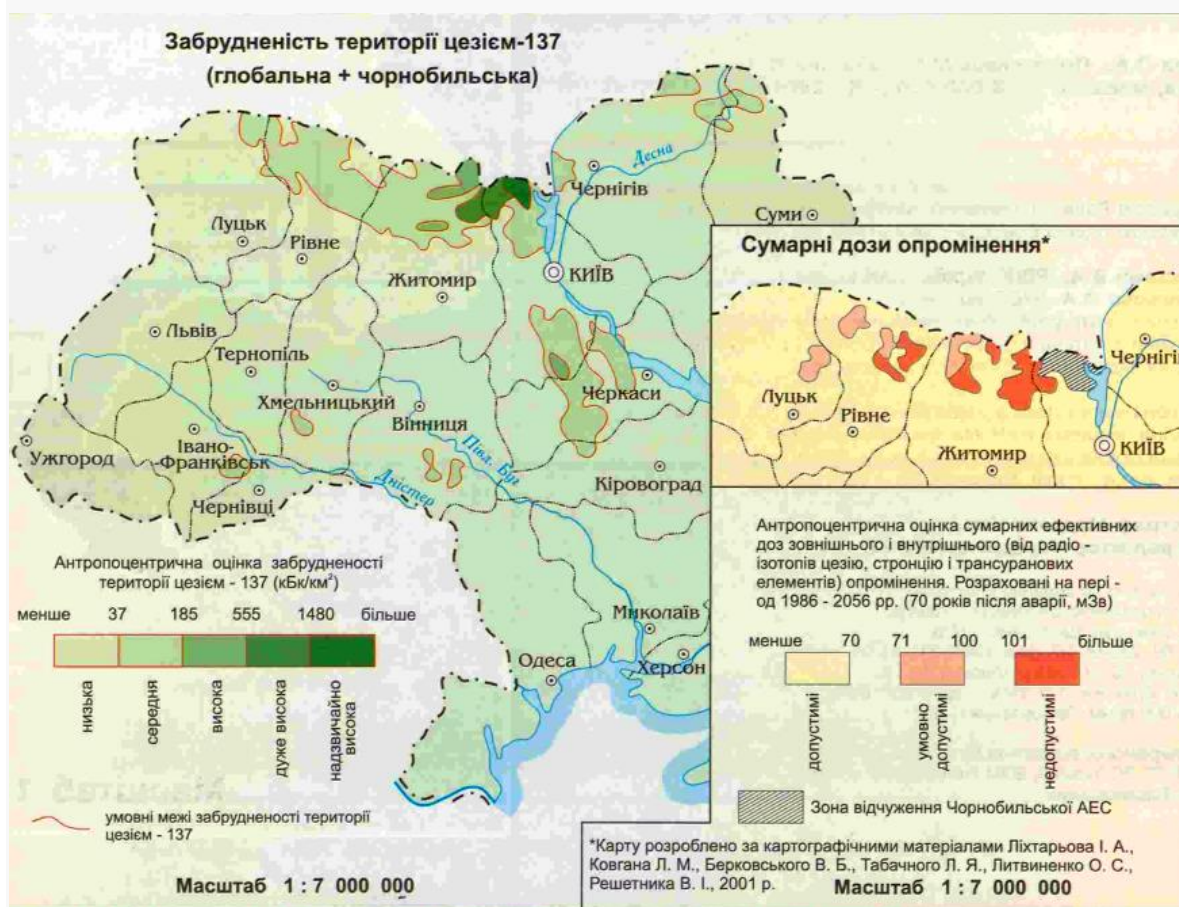 Забрудненість території цезієм-137
(глобальна + чорнобильська)
Десна
Чернігів
Суми
Луцьк
Рівне
КИЇВ
Житомир
Львів
Тернопіль
Хмельницький
Черкаси
Вінниця
Івано-
Франківськ
Ужгород
Півд. Буг
Кіровоград
Дністер
Чернівці
Миколаїв
Херсон
Одеса
Антропоцентрична оцінка забрудненості
території цезієм - 137 (кБк/км²)
менше 37 185 555 1480 більше
низька
середня
висока
дуже висока
надзвичайно
висока
умовні межі забрудненості території
цезієм - 137
Масштаб 1 : 7 000 000
Сумарні дози опромінення*
Чернігів
Луцьк
Рівне
КИЇВ
Житомир
Антропоцентрична оцінка сумарних ефективних
доз зовнішнього і внутрішнього (від радіо -
ізотопів цезію, стронцію і трансуранових
елементів) опромінення. Розраховані на пері -
од 1986 - 2056 рр. (70 років після аварії, мЗв)
менше 70 71 100 101 більше
допустимі
умовно
допустимі
недопустимі
Зона відчуження Чорнобильської АЕС
*Карту розроблено за картографічними матеріалами Ліхтарьова І. А.,
Ковгана Л. М., Берковського В. Б., Табачного Л. Я., Литвиненко О. С.,
Решетника В. І., 2001 р.
Масштаб 1 : 7 000 000